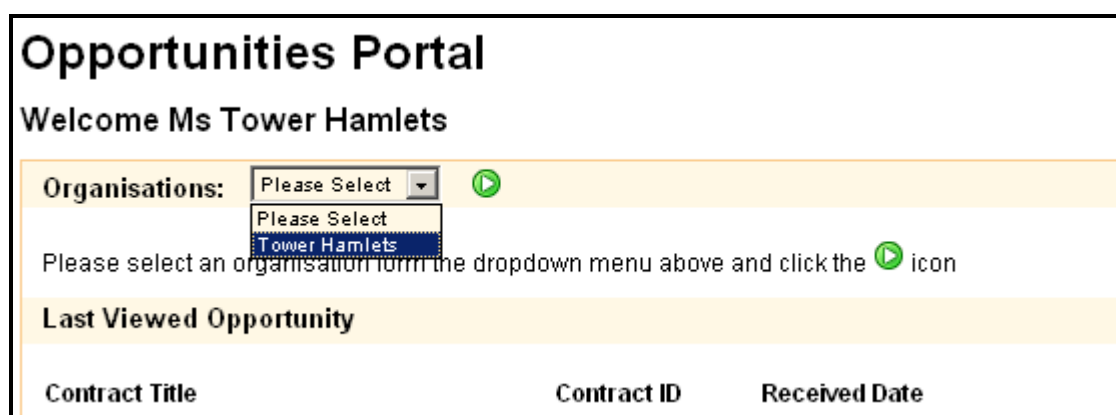 Opportunities Portal
Welcome Ms Tower Hamlets
Organisations: Please Select
Please Select
Tower Hamlets
Please select an organisation form the dropdown menu above and click the icon
Last Viewed Opportunity
Contract Title Contract ID Received Date